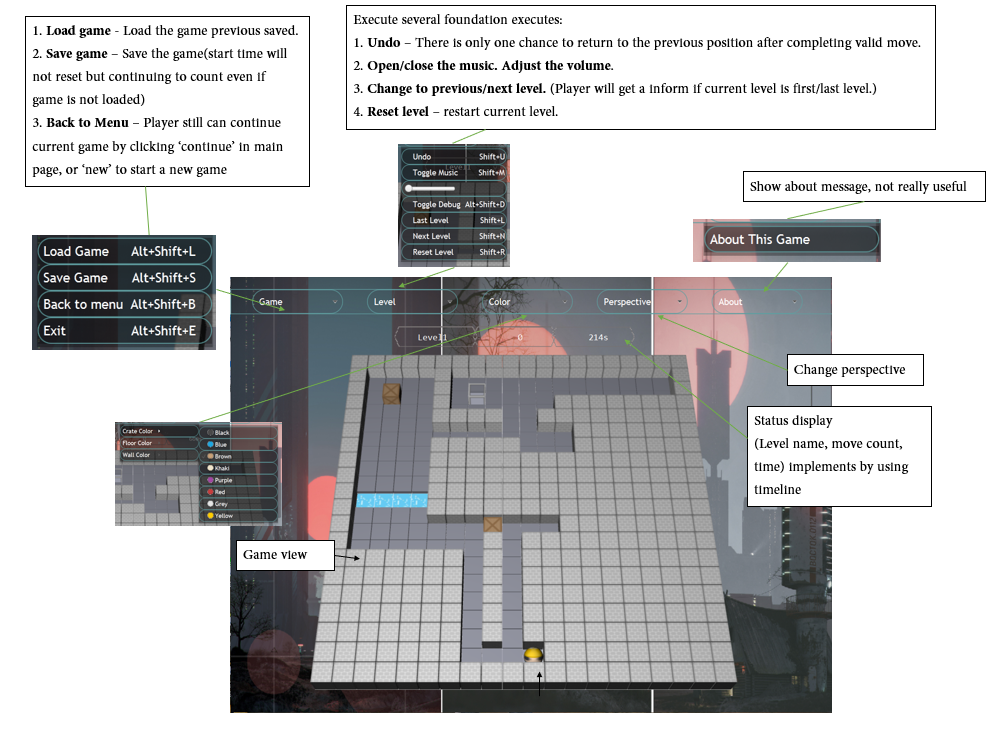 1. Load game - Load the game previous saved.
2. Save game – Save the game(start time will
not reset but continuing to count even if
game is not loaded)
3. Back to Menu – Player still can continue
current game by clicking ‘continue’ in main
page, or ‘new’ to start a new game
Execute several foundation executes:
1. Undo – There is only one chance to return to the previous position after completing valid move.
2. Open/close the music. Adjust the volume.
3. Change to previous/next level. (Player will get a inform if current level is first/last level.)
4. Reset level – restart current level.
Undo Shift+U
Toggle Music Shift+M
Toggle Debug Alt+Shift+D
Last Level Shift+L
Next Level Shift+N
Reset Level Shift+R
Show about message, not really useful
About This Game
Load Game Alt+Shift+L
Save Game Alt+Shift+S
Back to menu Alt+Shift+B
Exit Alt+Shift+E
Game Level Color Perspective About
Level1 0 214s
Change perspective
Status display
(Level name, move count,
time) implements by using
timeline
Crate Color
Floor Color
Wall Color
Black
Blue
Brown
Khaki
Purple
Red
Grey
Yellow
Game view